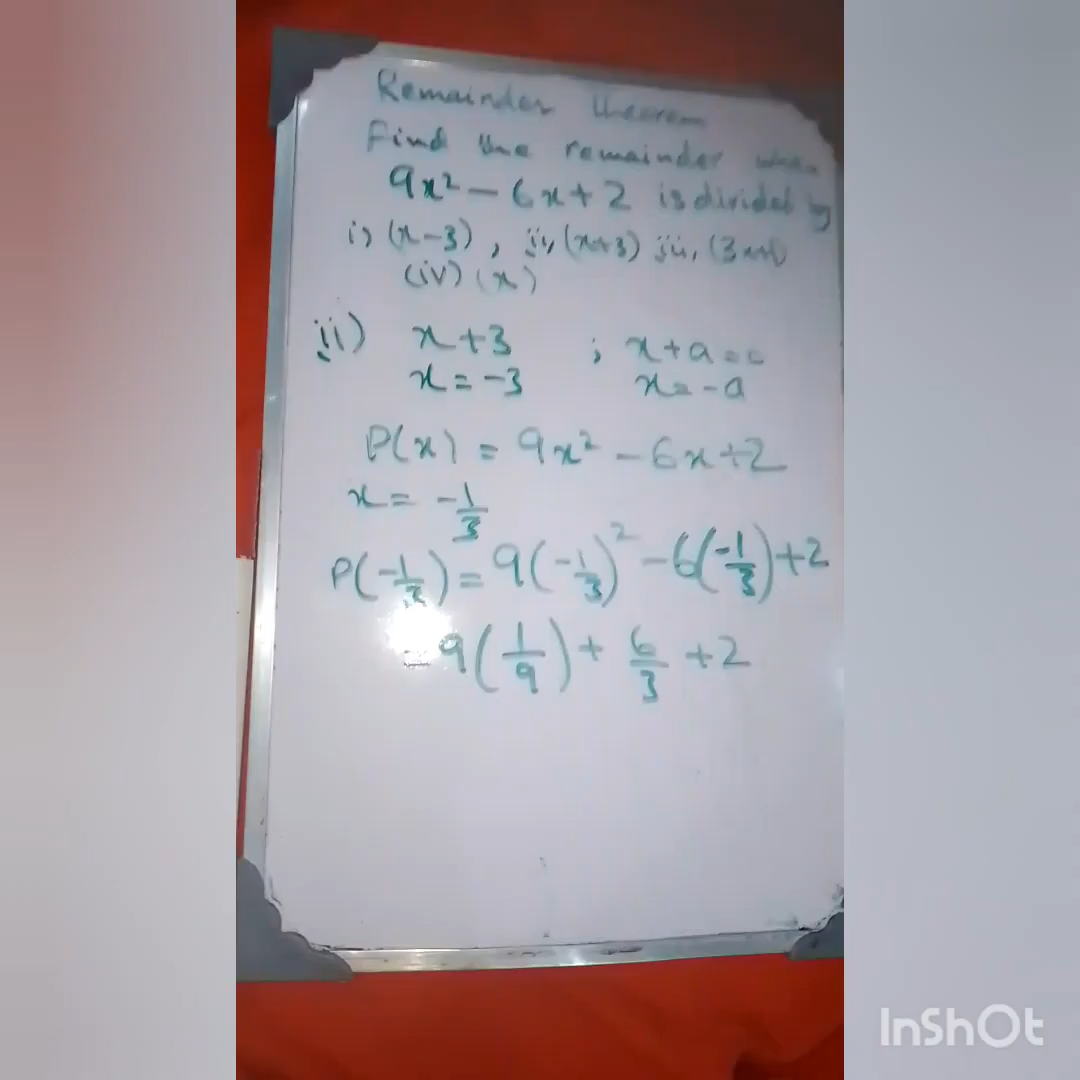 Remainder theorem
Find the remainder when
9x² - 6x + 2 is divided by
i, (x-3), ii, (x+3) iii, (3x+1)
(iv) (x)
ii) x+3 ; x+a=0
x=-3 x=-a
P(x) = 9x² - 6x + 2
x = -1/3
P(-1/3) = 9(-1/3)² - 6(-1/3) + 2
= 9(1/9) + 6/3 + 2
InShOt